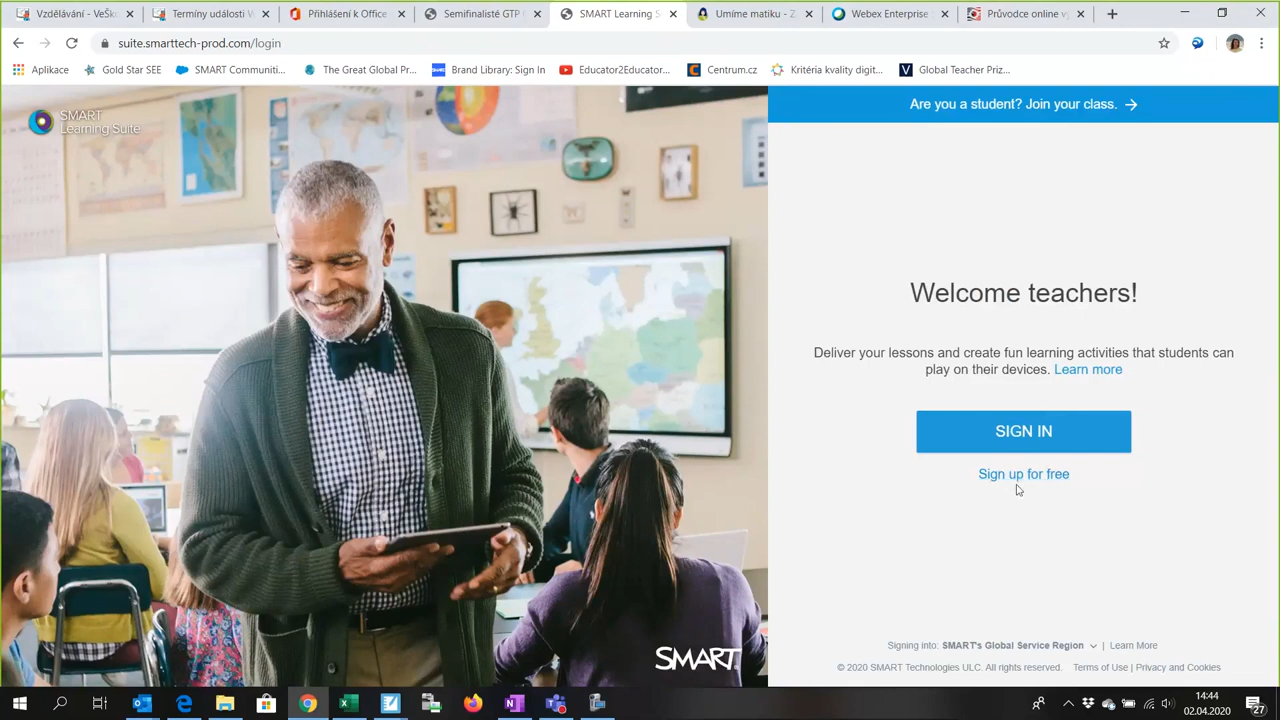 Vzdělávání - VeŠk
Termíny událostí V
Přihlášení k Office
Semifinalisté GTP
SMART Learning S
Umíme matiku - Z
Webex Enterprise
Průvodce online v
suite.smarttech-prod.com/login
Aplikace
Gold Star SEE
SMART Communiti...
The Great Global Pr...
Brand Library: Sign In
Educator2Educator...
Centrum.cz
Kritéria kvality digit...
Global Teacher Priz...
SMART
Learning Suite
Are you a student? Join your class. →
Welcome teachers!
Deliver your lessons and create fun learning activities that students can
play on their devices. Learn more
SIGN IN
Sign up for free
SMART
Signing into: SMART's Global Service Region | Learn More
© 2020 SMART Technologies ULC. All rights reserved. Terms of Use | Privacy and Cookies
14:44
02.04.2020
27